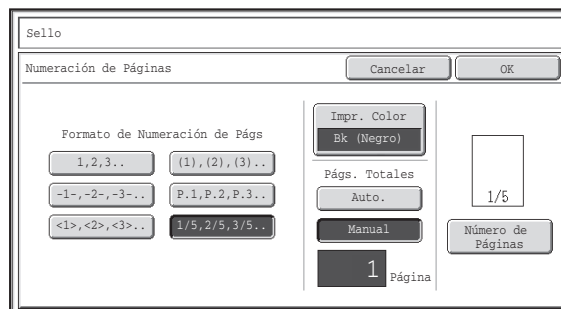 Sello
Numeración de Páginas
Cancelar
OK
Formato de Numeración de Págs
1,2,3..
(1),(2),(3)..
-1-,-2-,-3-..
P.1,P.2,P.3..
<1>,<2>,<3>..
1/5,2/5,3/5..
Impr. Color
Bk (Negro)
Págs. Totales
Auto.
Manual
1 Página
1/5
Número de
Páginas